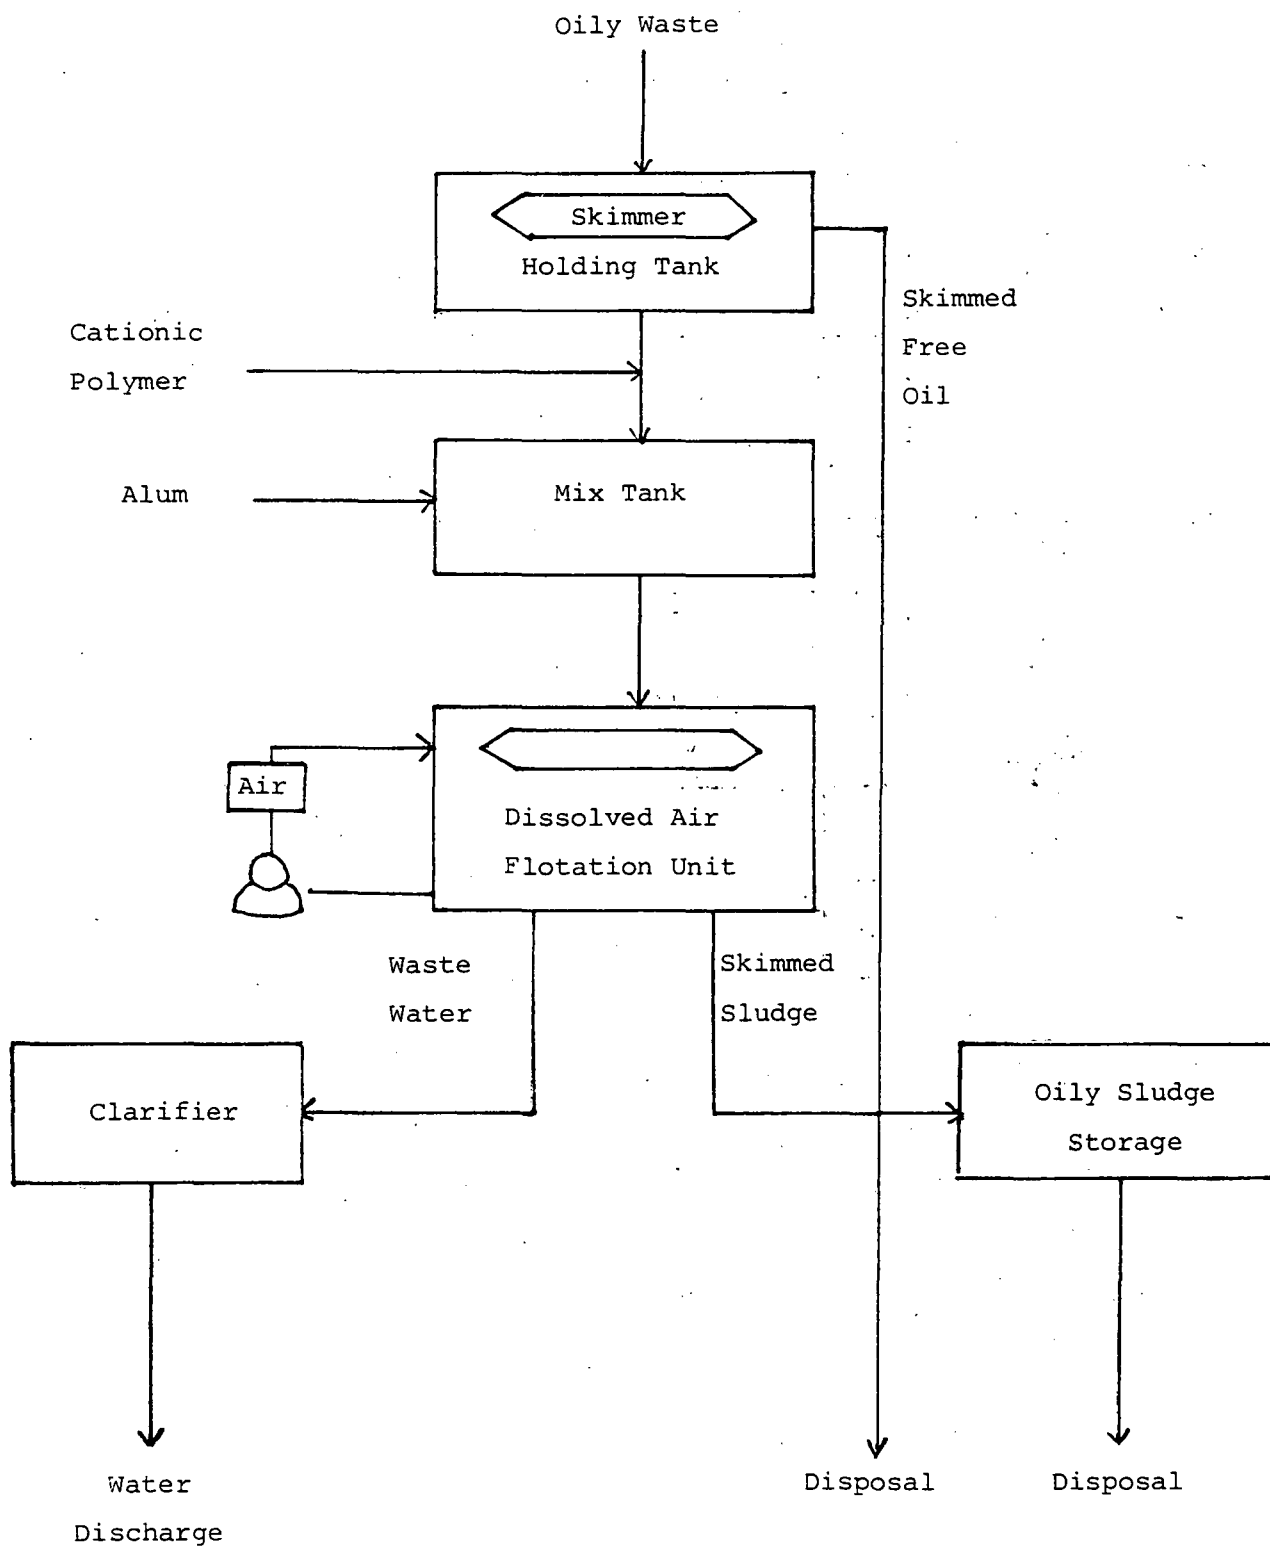 Oily Waste
Skimmer
Holding Tank
Skimmed
Free
Oil
Cationic
Polymer
Alum
Mix Tank
Air
Dissolved Air
Flotation Unit
Waste
Water
Skimmed
Sludge
Clarifier
Oily Sludge
Storage
Water
Discharge
Disposal
Disposal